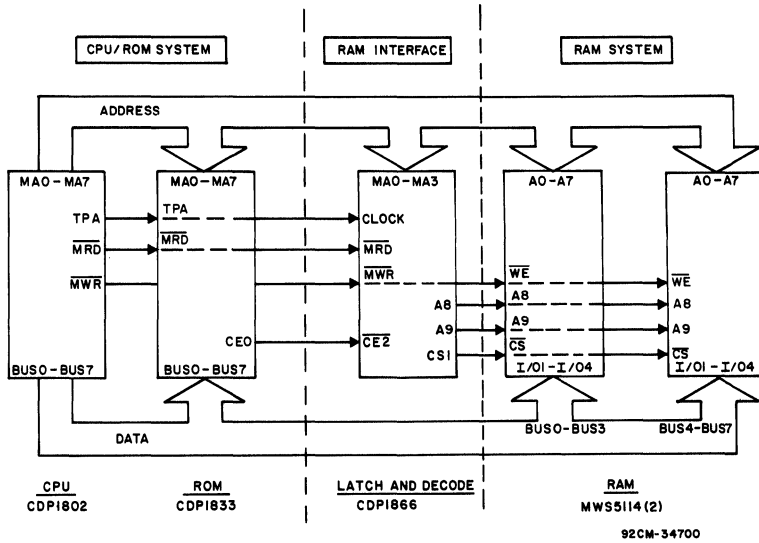 CPU/ROM SYSTEM
RAM INTERFACE
RAM SYSTEM
ADDRESS
MA0-MA7
TPA
MRD
MWR
BUS0-BUS7
MA0-MA7
TPA
MRD
CEO
BUS0-BUS7
MA0-MA3
CLOCK
MRD
MWR
A8
A9
CE2
CS1
A0-A7
WE
A8
A9
CS
I/O1-I/O4
A0-A7
WE
A8
A9
CS
I/O1-I/O4
DATA
BUS0-BUS3
BUS4-BUS7
CPU
CDP1802
ROM
CDP1833
LATCH AND DECODE
CDP1866
RAM
MWS5114(2)
92CM-34700